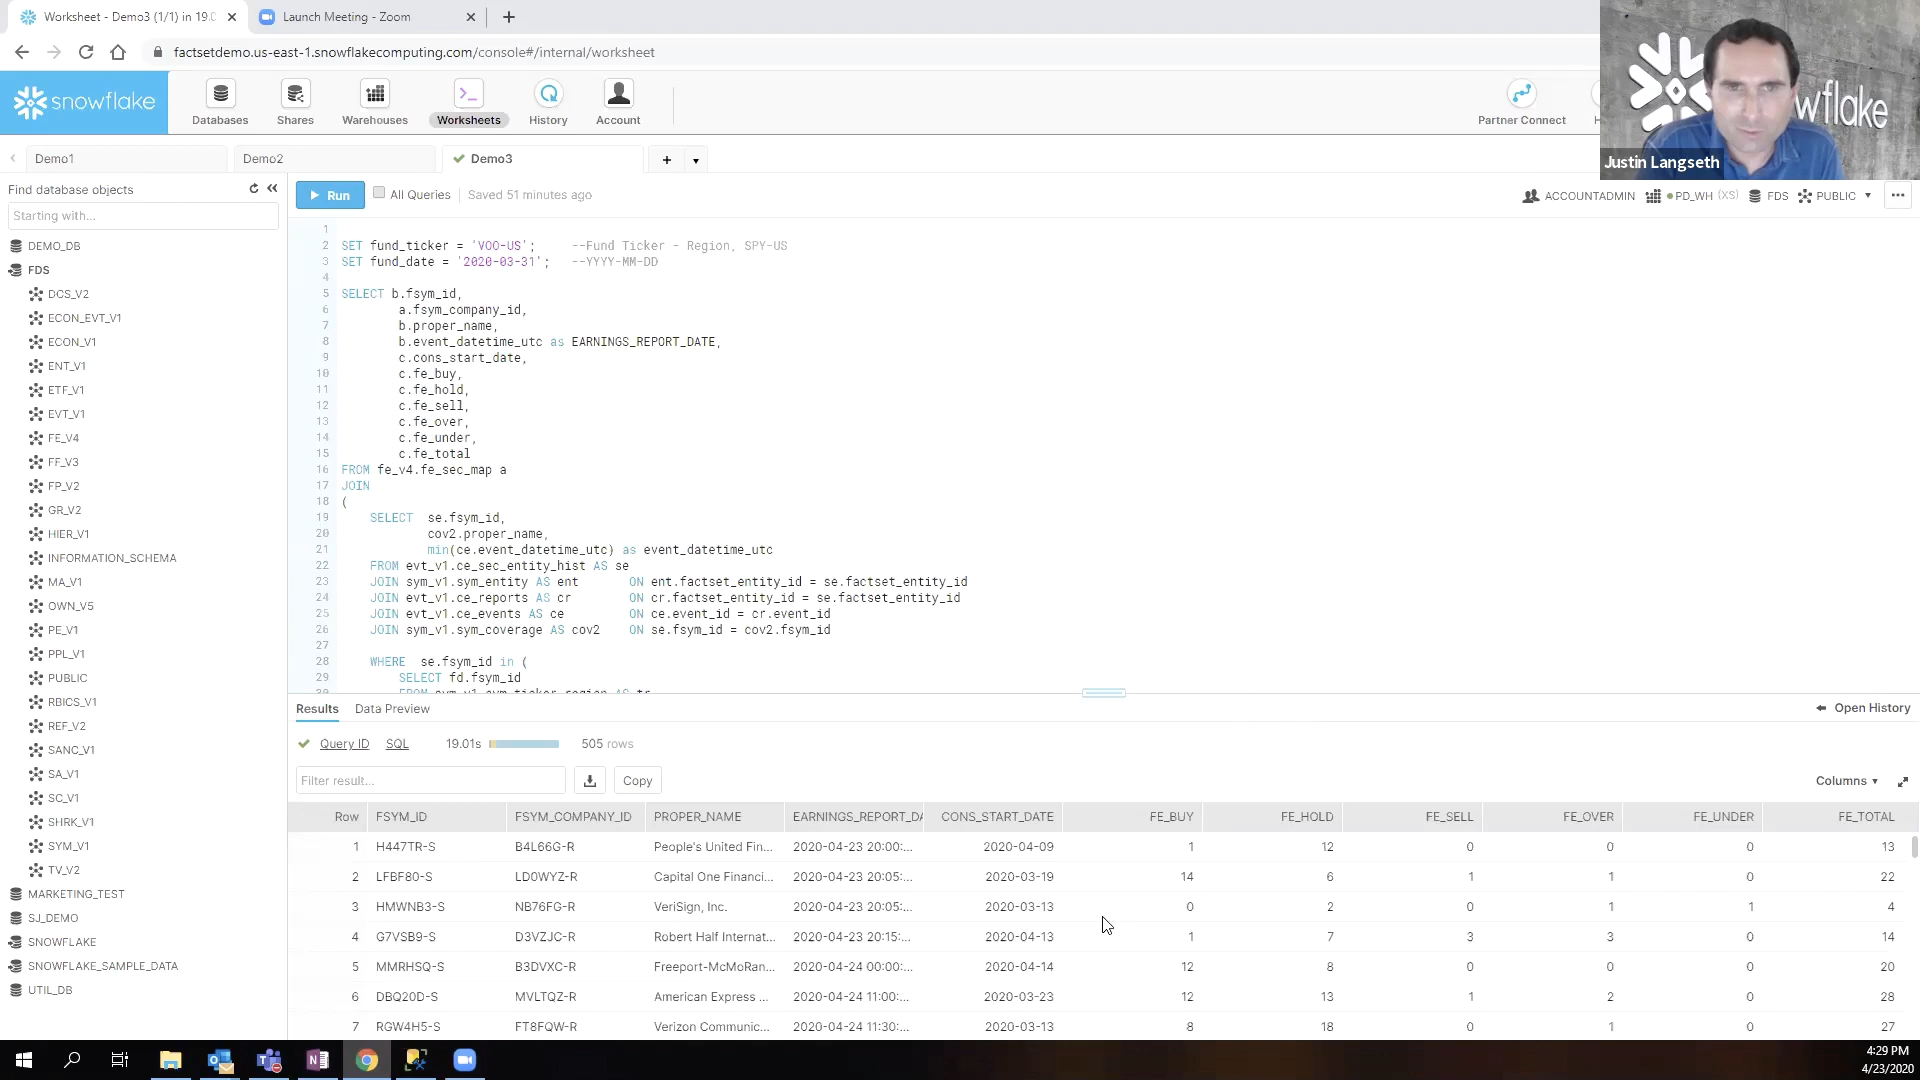 Worksheet - Demo3 (1/1) in 19.0
Launch Meeting - Zoom
factsetdemo.us-east-1.snowflakecomputing.com/console#/internal/worksheet
snowflake
Databases
Shares
Warehouses
Worksheets
History
Account
Partner Connect
H
wflake
Justin Langseth
Demo1
Demo2
Demo3
Find database objects
Starting with...
Run
All Queries
Saved 51 minutes ago
ACCOUNTADMIN
PD_WH (XS)
FDS
PUBLIC
DEMO_DB
FDS
DCS_V2
ECON_EVT_V1
ECON_V1
ENT_V1
ETF_V1
EVT_V1
FE_V4
FF_V3
FP_V2
GR_V2
HIER_V1
INFORMATION_SCHEMA
MA_V1
OWN_V5
PE_V1
PPL_V1
PUBLIC
RBICS_V1
REF_V2
SANC_V1
SA_V1
SC_V1
SHRK_V1
SYM_V1
TV_V2
MARKETING_TEST
SJ_DEMO
SNOWFLAKE
SNOWFLAKE_SAMPLE_DATA
UTIL_DB
1
2 SET fund_ticker = 'VOO-US'; --Fund Ticker - Region, SPY-US
3 SET fund_date = '2020-03-31'; --YYYY-MM-DD
4
5 SELECT b.fsym_id,
6 a.fsym_company_id,
7 b.proper_name,
8 b.event_datetime_utc as EARNINGS_REPORT_DATE,
9 c.cons_start_date,
10 c.fe_buy,
11 c.fe_hold,
12 c.fe_sell,
13 c.fe_over,
14 c.fe_under,
15 c.fe_total
16 FROM fe_v4.fe_sec_map a
17 JOIN
18 (
19 SELECT se.fsym_id,
20 cov2.proper_name,
21 min(ce.event_datetime_utc) as event_datetime_utc
22 FROM evt_v1.ce_sec_entity_hist AS se
23 JOIN sym_v1.sym_entity AS ent ON ent.factset_entity_id = se.factset_entity_id
24 JOIN evt_v1.ce_reports AS cr ON cr.factset_entity_id = se.factset_entity_id
25 JOIN evt_v1.ce_events AS ce ON ce.event_id = cr.event_id
26 JOIN sym_v1.sym_coverage AS cov2 ON se.fsym_id = cov2.fsym_id
27
28 WHERE se.fsym_id in (
29 SELECT fd.fsym_id
30 FROM sym_v1.sym_ticker_region AS tr
Results
Data Preview
Open History
Query ID
SQL
19.01s
505 rows
Filter result...
Copy
Columns
Row FSYM_ID FSYM_COMPANY_ID PROPER_NAME EARNINGS_REPORT_DA CONS_START_DATE FE_BUY FE_HOLD FE_SELL FE_OVER FE_UNDER FE_TOTAL
1 H447TR-S B4L66G-R People's United Fin... 2020-04-23 20:00:... 2020-04-09 1 12 0 0 0 13
2 LFBF80-S LD0WYZ-R Capital One Financi... 2020-04-23 20:05:... 2020-03-19 14 6 1 1 0 22
3 HMWNB3-S NB76FG-R VeriSign, Inc. 2020-04-23 20:05:... 2020-03-13 0 2 0 1 1 4
4 G7VSB9-S D3VZJC-R Robert Half Internat... 2020-04-23 20:15:... 2020-04-13 1 7 3 3 0 14
5 MMRHSQ-S B3DVXC-R Freeport-McMoRan... 2020-04-24 00:00:... 2020-04-14 12 8 0 0 0 20
6 DBQ20D-S MVLTQZ-R American Express ... 2020-04-24 11:00:... 2020-03-23 12 13 1 2 0 28
7 RGW4H5-S FT8FQW-R Verizon Communic... 2020-04-24 11:30:... 2020-03-13 8 18 0 1 0 27
4:29 PM
4/23/2020